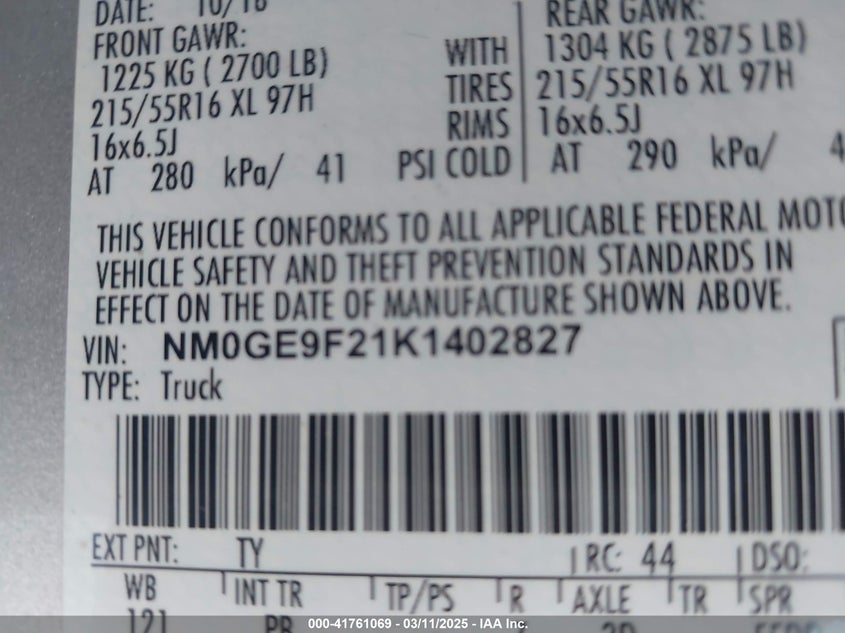 DATE: 10/18
FRONT GAWR:
1225 KG ( 2700 LB)
215/55R16 XL 97H
16x6.5J
AT 280 kPa/ 41 PSI COLD
WITH
TIRES
RIMS
REAR GAWR:
1304 KG ( 2875 LB)
215/55R16 XL 97H
16x6.5J
AT 290 kPa/ 4
THIS VEHICLE CONFORMS TO ALL APPLICABLE FEDERAL MOTO
VEHICLE SAFETY AND THEFT PREVENTION STANDARDS IN
EFFECT ON THE DATE OF MANUFACTURE SHOWN ABOVE.
VIN: NM0GE9F21K1402827
TYPE: Truck
EXT PNT: TY RC: 44 DSO:
WB INT TR TP/PS R AXLE TR SPR
121 PB
000-41761069 - 03/11/2025 - IAA Inc.